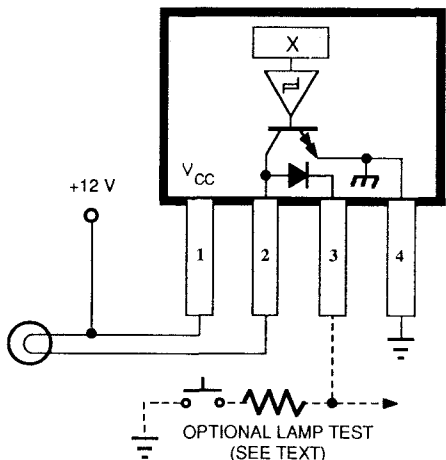 X
V CC
+12 V
1
2
3
4
OPTIONAL LAMP TEST
(SEE TEXT)